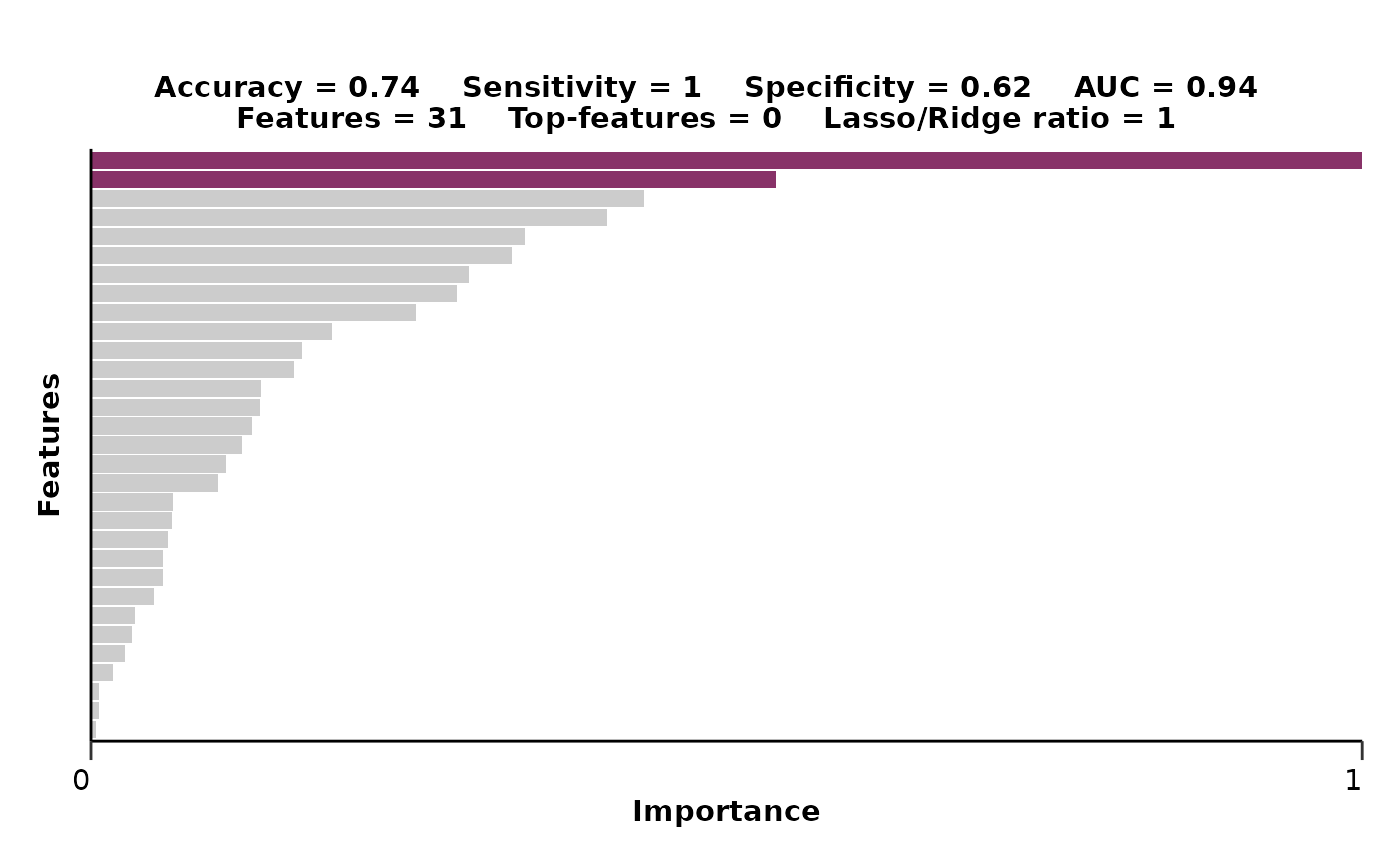 Accuracy = 0.74    Sensitivity = 1    Specificity = 0.62    AUC = 0.94
Features = 31    Top-features = 0    Lasso/Ridge ratio = 1
Features
0
1
Importance